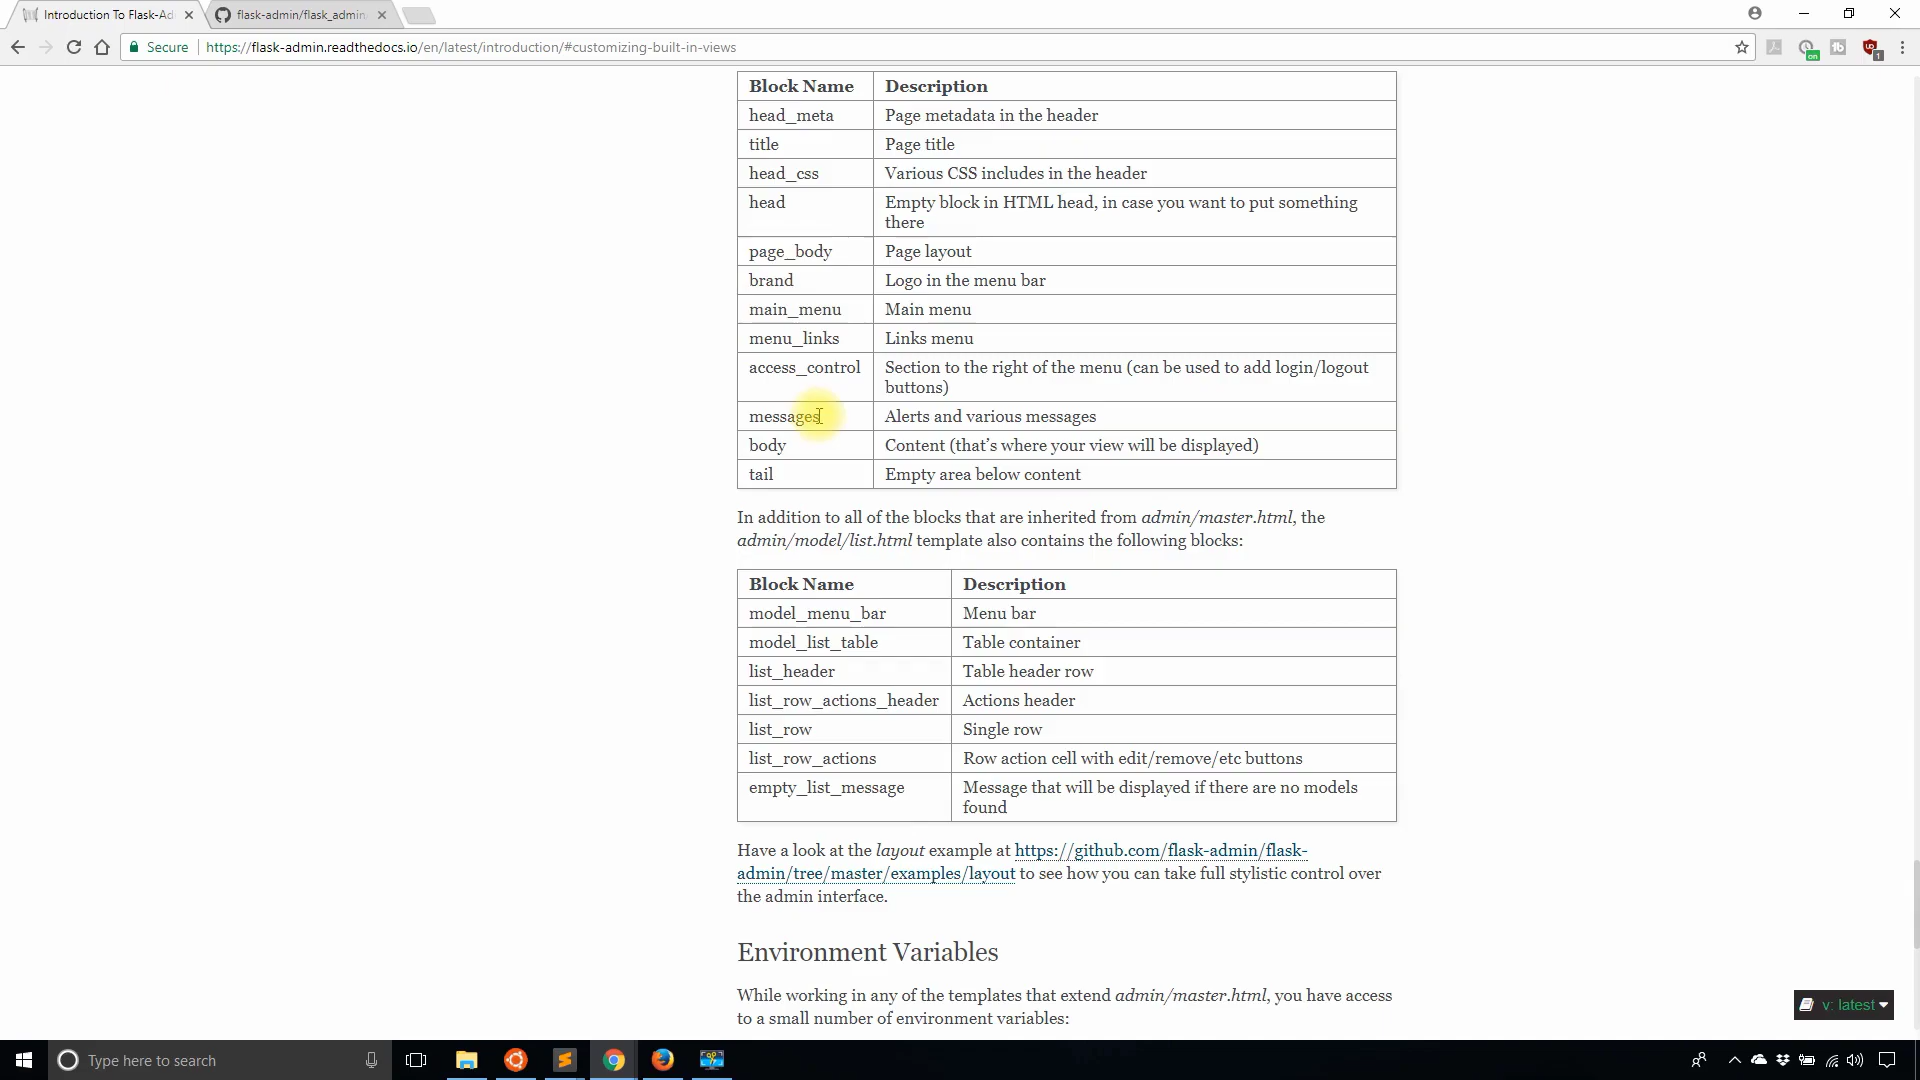 Introduction To Flask-Ad
flask-admin/flask_admin
Secure
https://flask-admin.readthedocs.io/en/latest/introduction/#customizing-built-in-views
on
1
Block Name Description
head_meta Page metadata in the header
title Page title
head_css Various CSS includes in the header
head Empty block in HTML head, in case you want to put something
there
page_body Page layout
brand Logo in the menu bar
main_menu Main menu
menu_links Links menu
access_control Section to the right of the menu (can be used to add login/logout
buttons)
messages Alerts and various messages
body Content (that’s where your view will be displayed)
tail Empty area below content
In addition to all of the blocks that are inherited from admin/master.html, the
admin/model/list.html template also contains the following blocks:
Block Name Description
model_menu_bar Menu bar
model_list_table Table container
list_header Table header row
list_row_actions_header Actions header
list_row Single row
list_row_actions Row action cell with edit/remove/etc buttons
empty_list_message Message that will be displayed if there are no models
found
Have a look at the layout example at https://github.com/flask-admin/flask-
admin/tree/master/examples/layout to see how you can take full stylistic control over
the admin interface.
Environment Variables
While working in any of the templates that extend admin/master.html, you have access
to a small number of environment variables:
v: latest
Type here to search